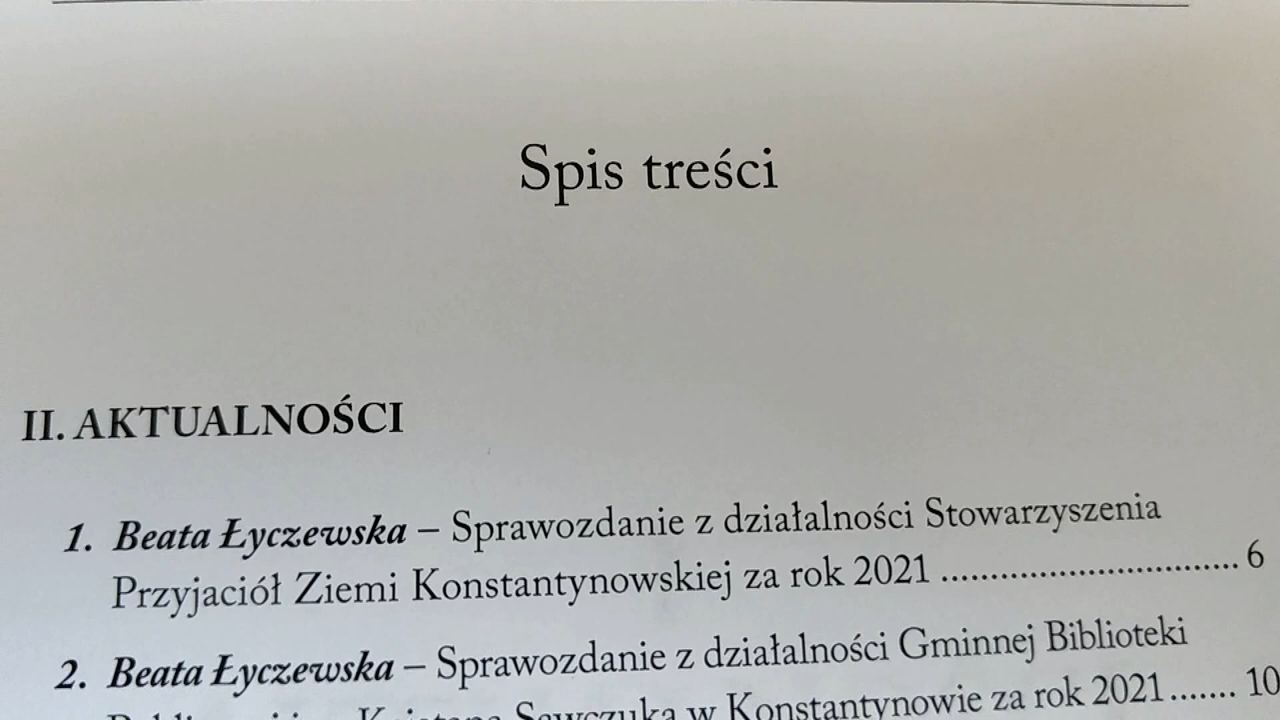 Spis treści
II. AKTUALNOŚCI
1. Beata Łyczewska – Sprawozdanie z działalności Stowarzyszenia
Przyjaciół Ziemi Konstantynowskiej za rok 2021 .............................. 6
2. Beata Łyczewska – Sprawozdanie z działalności Gminnej Biblioteki
Sawczuka w Konstantynowie za rok 2021 ....... 10